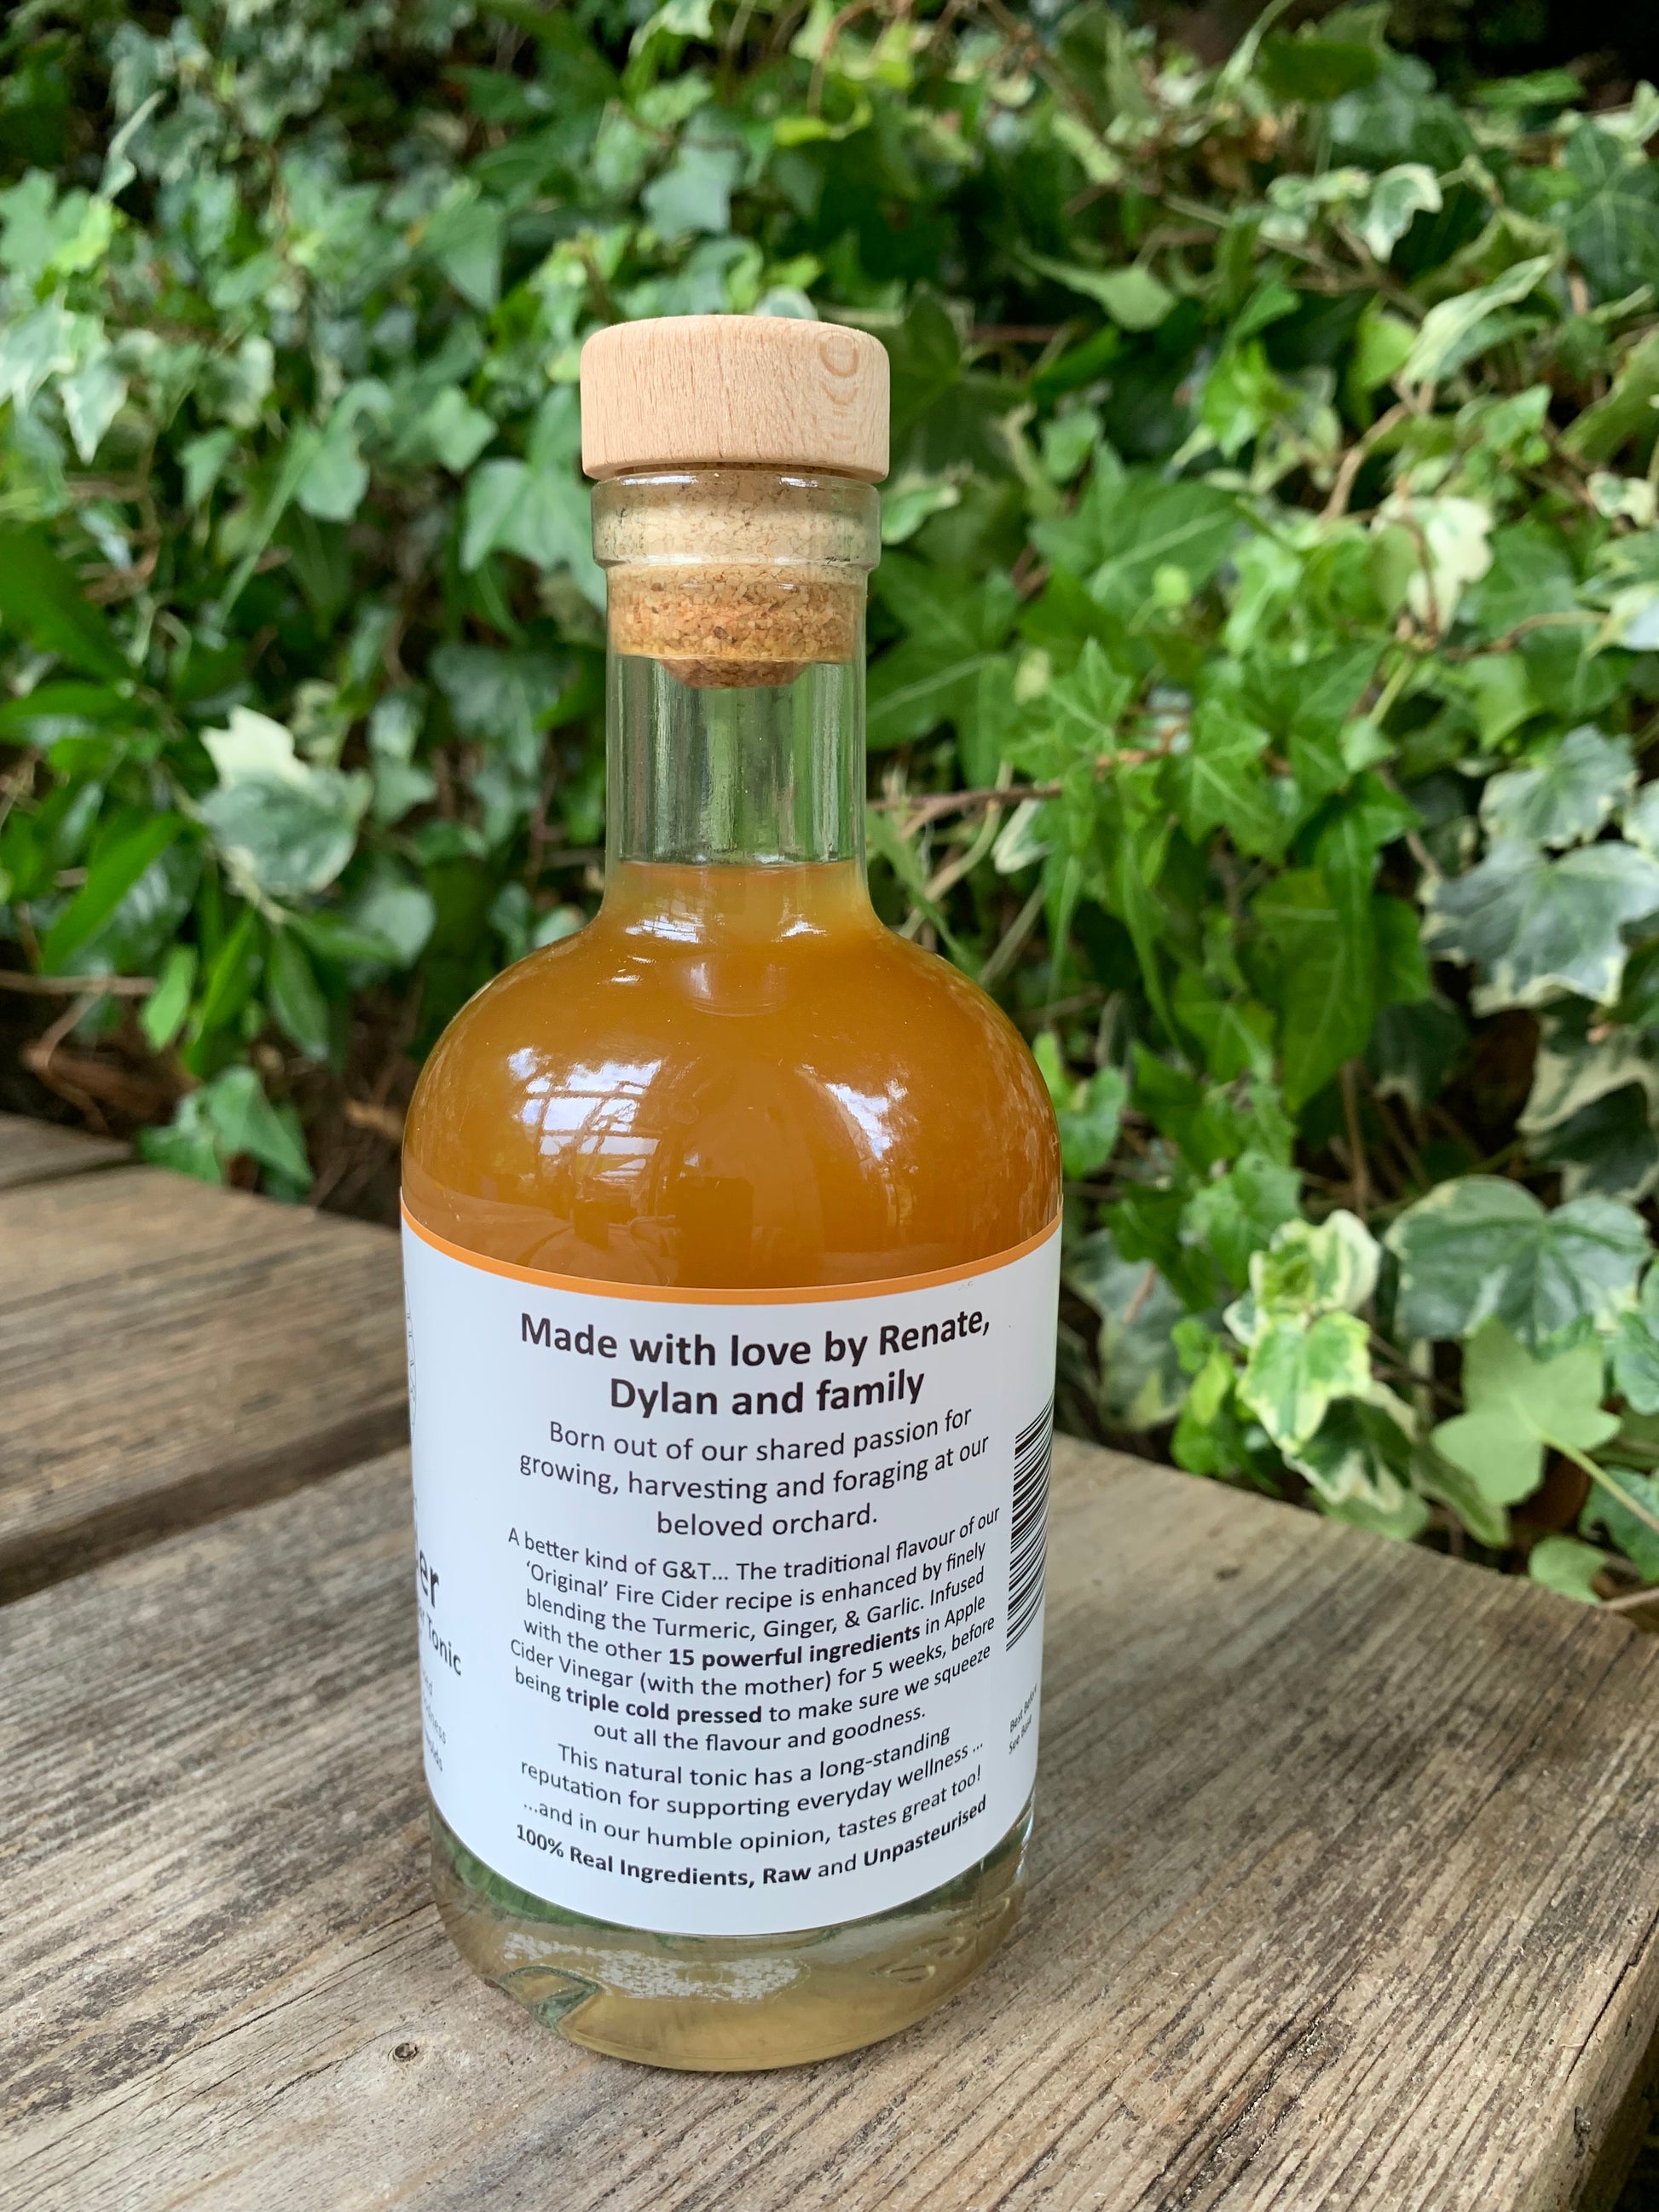 Made with love by Renate,
Dylan and family
Born out of our shared passion for
growing, harvesting and foraging at our
beloved orchard.
A better kind of G&T... The traditional flavour of our
‘Original’ Fire Cider recipe is enhanced by finely
blending the Turmeric, Ginger, & Garlic. Infused
with the other 15 powerful ingredients in Apple
Cider Vinegar (with the mother) for 5 weeks, before
being triple cold pressed to make sure we squeeze
out all the flavour and goodness.
This natural tonic has a long-standing
reputation for supporting everyday wellness ...
...and in our humble opinion, tastes great too!
100% Real Ingredients, Raw and Unpasteurised
Tonic
Best Before
See Base